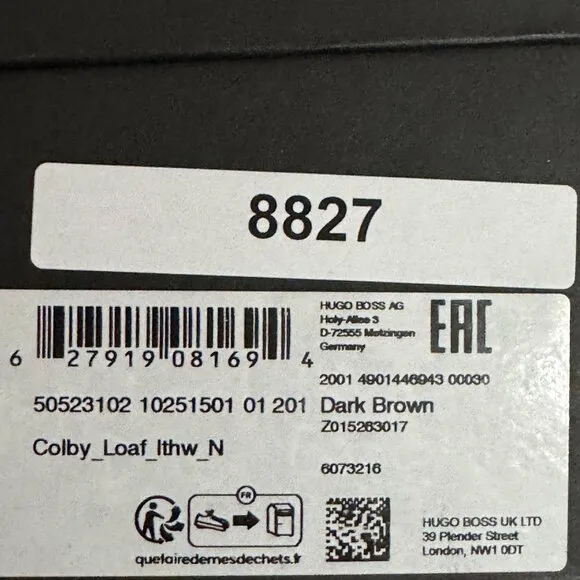 8827
HUGO BOSS AG
Holy-Allee 3
D-72555 Metzingen
Germany
EAC
6 27919 08169 4
2001 4901446943 00030
50523102 10251501 01 201 Dark Brown
Z015263017
Colby_Loaf_lthw_N
6073216
FR
quefairedemesdechets.fr
HUGO BOSS UK LTD
39 Plender Street
London, NW1 0DT